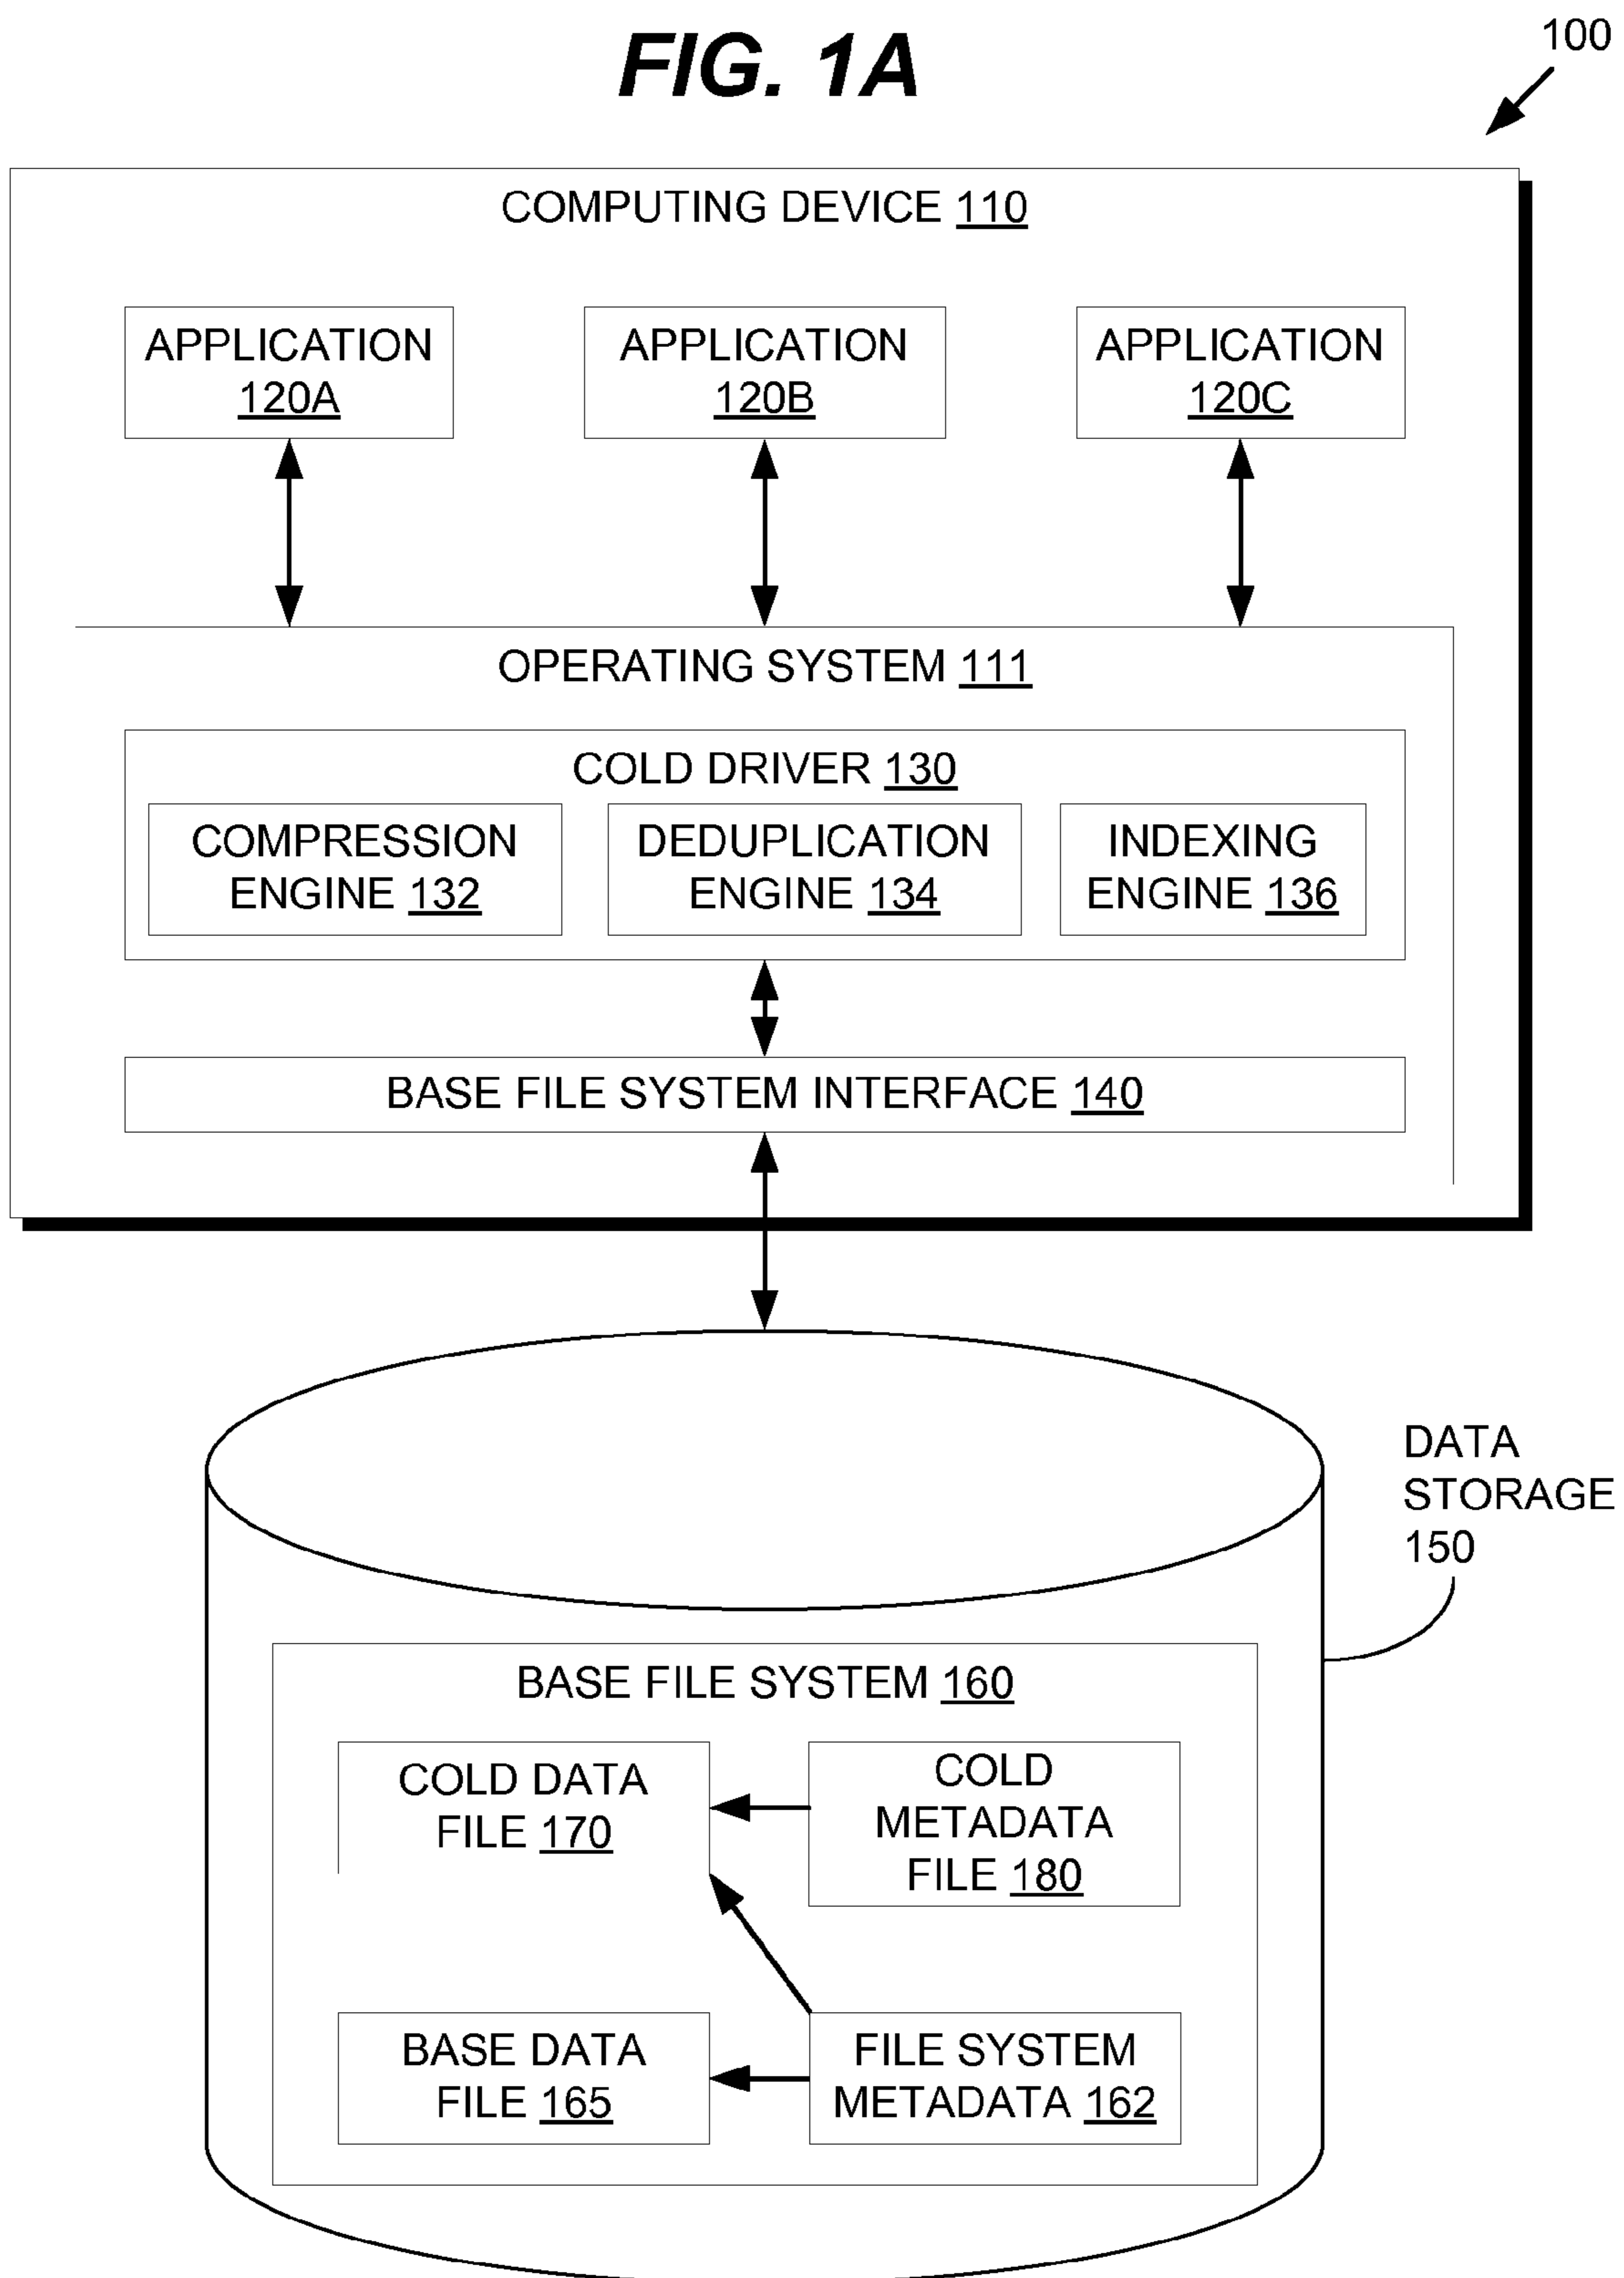 FIG. 1A
100
COMPUTING DEVICE 110
APPLICATION
120A
APPLICATION
120B
APPLICATION
120C
OPERATING SYSTEM 111
COLD DRIVER 130
COMPRESSION
ENGINE 132
DEDUPLICATION
ENGINE 134
INDEXING
ENGINE 136
BASE FILE SYSTEM INTERFACE 140
DATA
STORAGE
150
BASE FILE SYSTEM 160
COLD DATA
FILE 170
COLD
METADATA
FILE 180
BASE DATA
FILE 165
FILE SYSTEM
METADATA 162